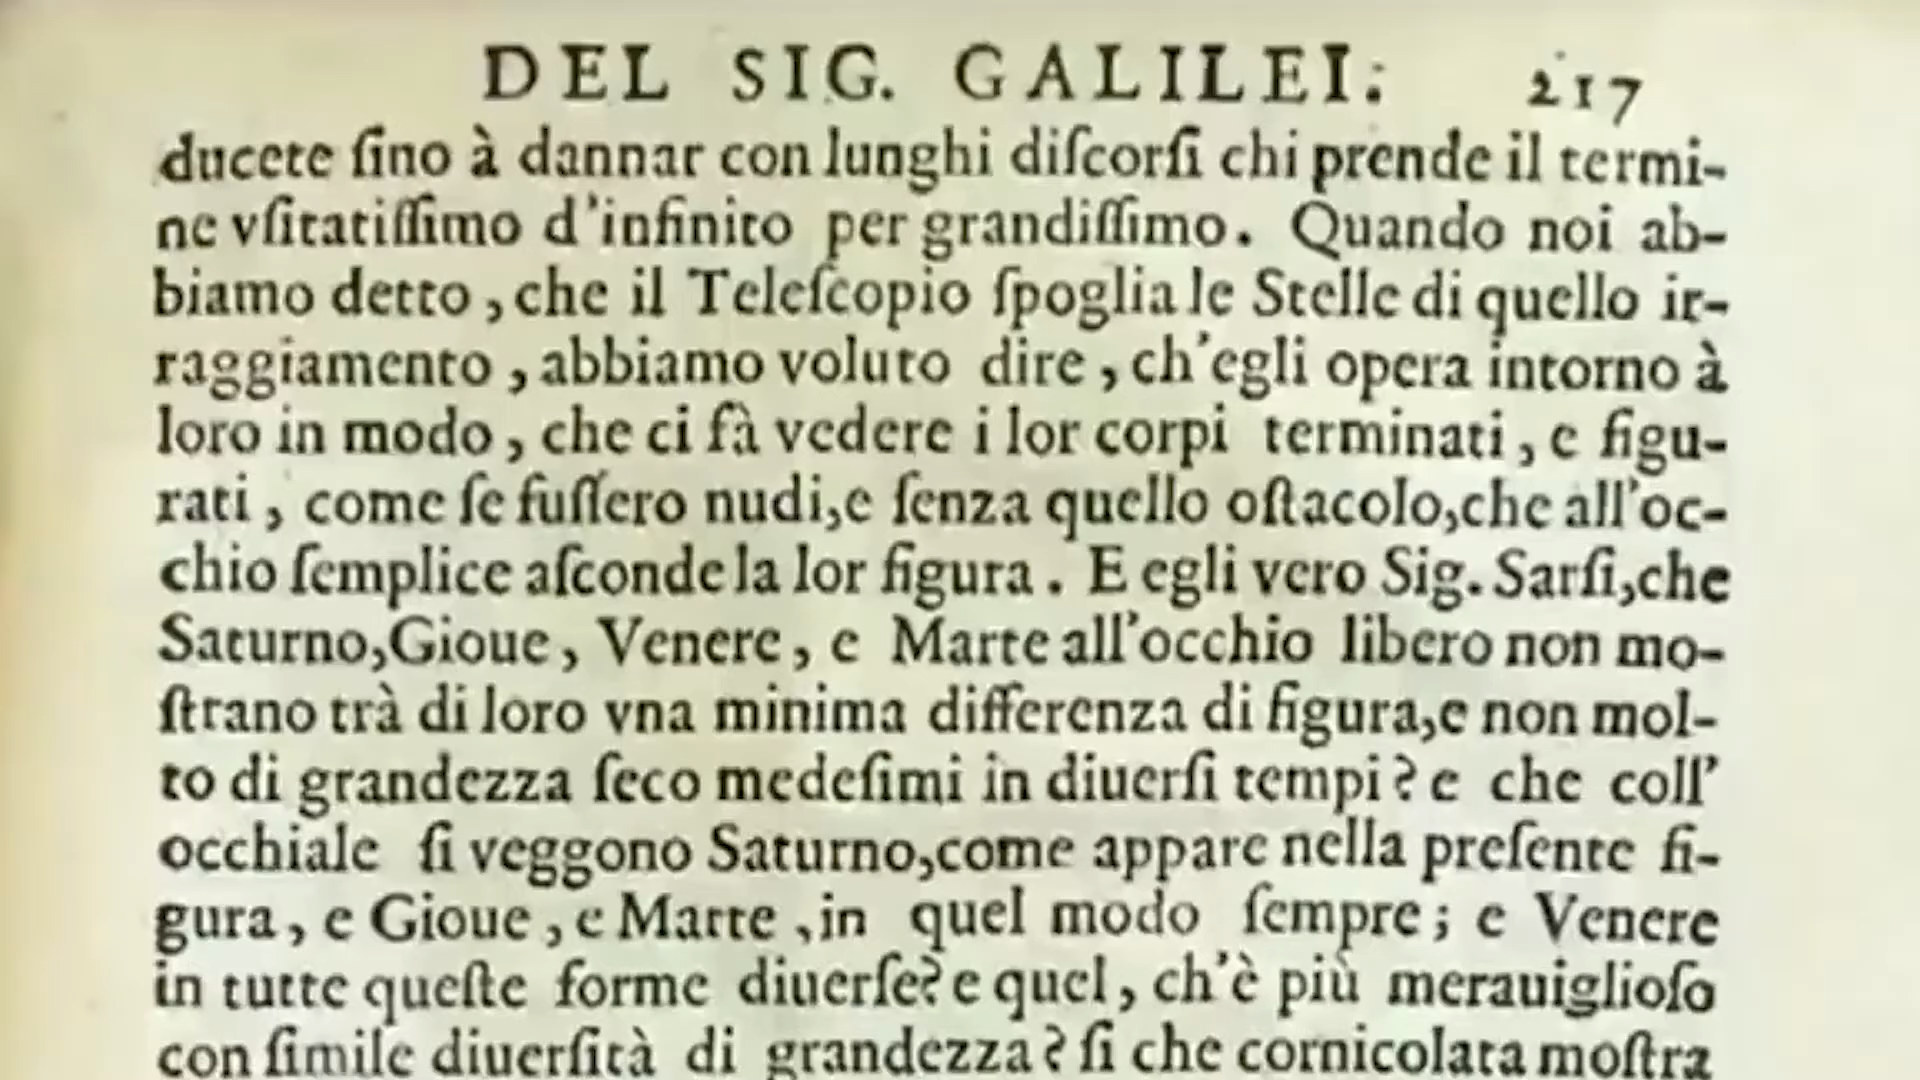 DEL SIG. GALILEI. 217
ducete ſino à dannar con lunghi diſcorſi chi prende il termi-
ne vſitatiſſimo d'infinito per grandiſſimo. Quando noi ab-
biamo detto, che il Teleſcopio ſpoglia le Stelle di quello ir-
raggiamento, abbiamo voluto dire, ch'egli opera intorno à
loro in modo, che ci fà vedere i lor corpi terminati, e figu-
rati, come ſe fuſſero nudi, e ſenza quello oſtacolo, che all'oc-
chio ſemplice aſconde la lor figura. E egli vero Sig. Sarſi, che
Saturno, Gioue, Venere, e Marte all'occhio libero non mo-
ſtrano trà di loro vna minima differenza di figura, e non mol-
to di grandezza ſeco medeſimi in diuerſi tempi? e che coll'
occhiale ſi veggono Saturno, come appare nella preſente fi-
gura, e Gioue, e Marte, in quel modo ſempre; e Venere
in tutte queſte forme diuerſe? e quel, ch'è più merauiglioſo
con ſimile diuerſità di grandezza? ſi che cornicolata moſtra